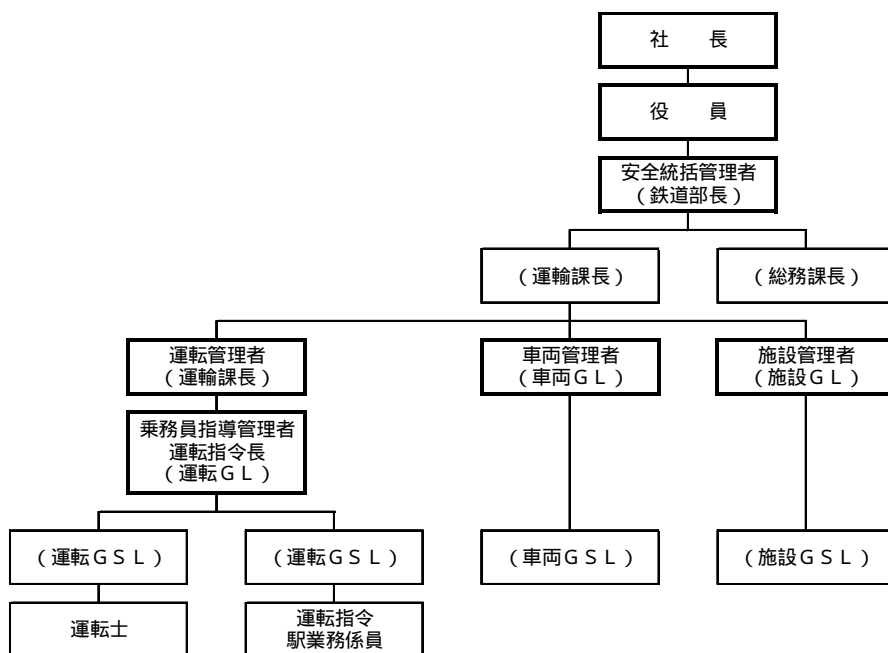 社　　長
役　　員
安全統括管理者
（鉄道部長）
（運輸課長）
（総務課長）
運転管理者
（運輸課長）
車両管理者
（車両ＧＬ）
施設管理者
（施設ＧＬ）
乗務員指導管理者
運転指令長
（運転ＧＬ）
（運転ＧＳＬ）
（運転ＧＳＬ）
（車両ＧＳＬ）
（施設ＧＳＬ）
運転士
運転指令
駅業務係員